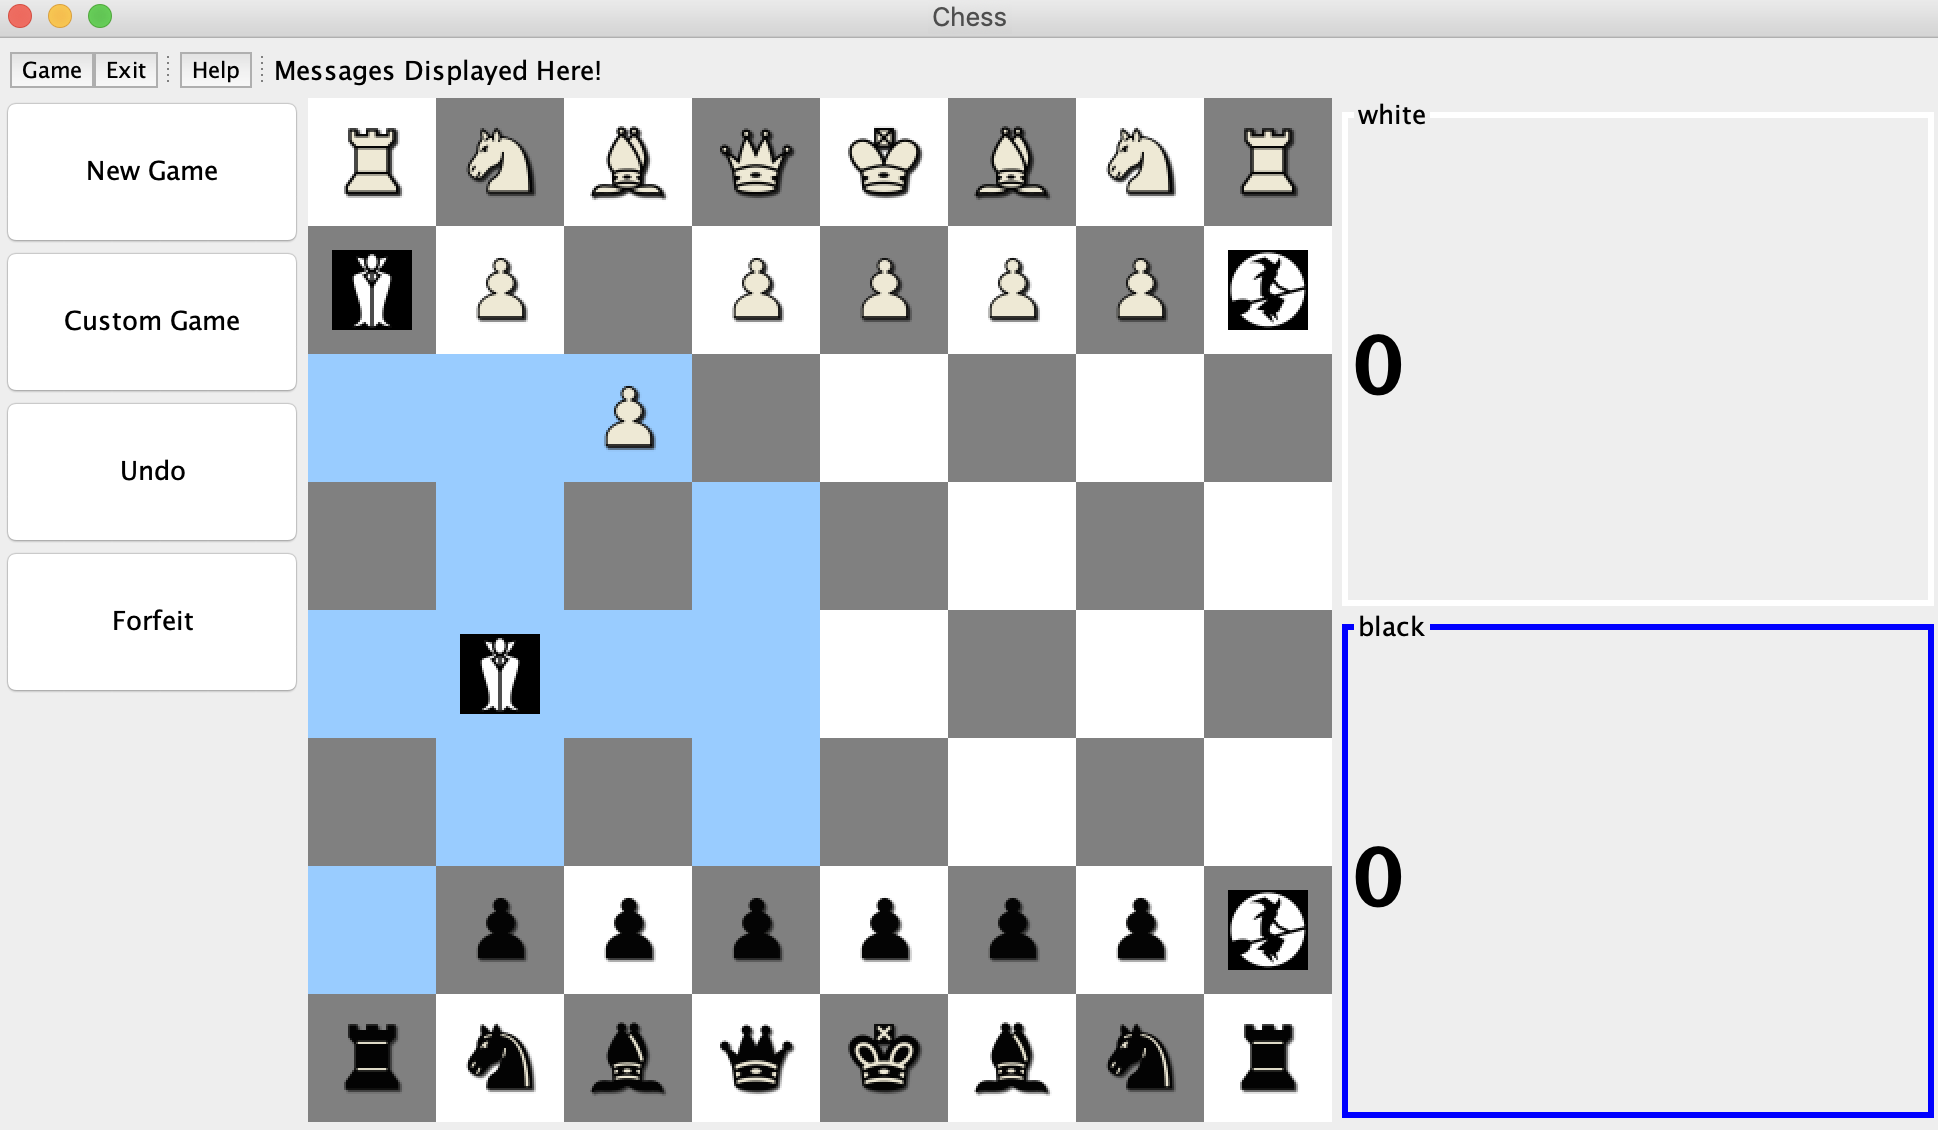 Chess
Game Exit Help Messages Displayed Here!
New Game
Custom Game
Undo
Forfeit
white
0
black
0